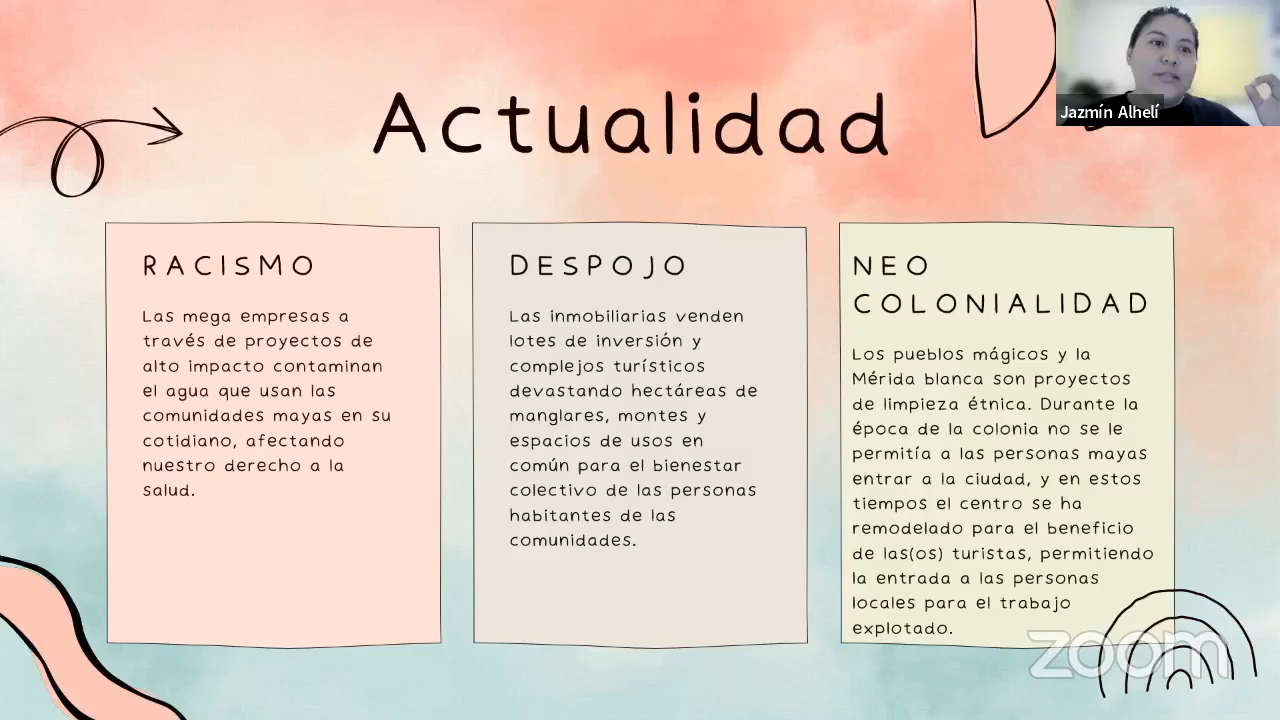 Actualidad
Jazmín Alhelí
RACISMO
Las mega empresas a
través de proyectos de
alto impacto contaminan
el agua que usan las
comunidades mayas en su
cotidiano, afectando
nuestro derecho a la
salud.
DESPOJO
Las inmobiliarias venden
lotes de inversión y
complejos turísticos
devastando hectáreas de
manglares, montes y
espacios de usos en
común para el bienestar
colectivo de las personas
habitantes de las
comunidades.
NEO
COLONIALIDAD
Los pueblos mágicos y la
Mérida blanca son proyectos
de limpieza étnica. Durante la
época de la colonia no se le
permitía a las personas mayas
entrar a la ciudad, y en estos
tiempos el centro se ha
remodelado para el beneficio
de las(os) turistas, permitiendo
la entrada a las personas
locales para el trabajo
explotado.
zoom